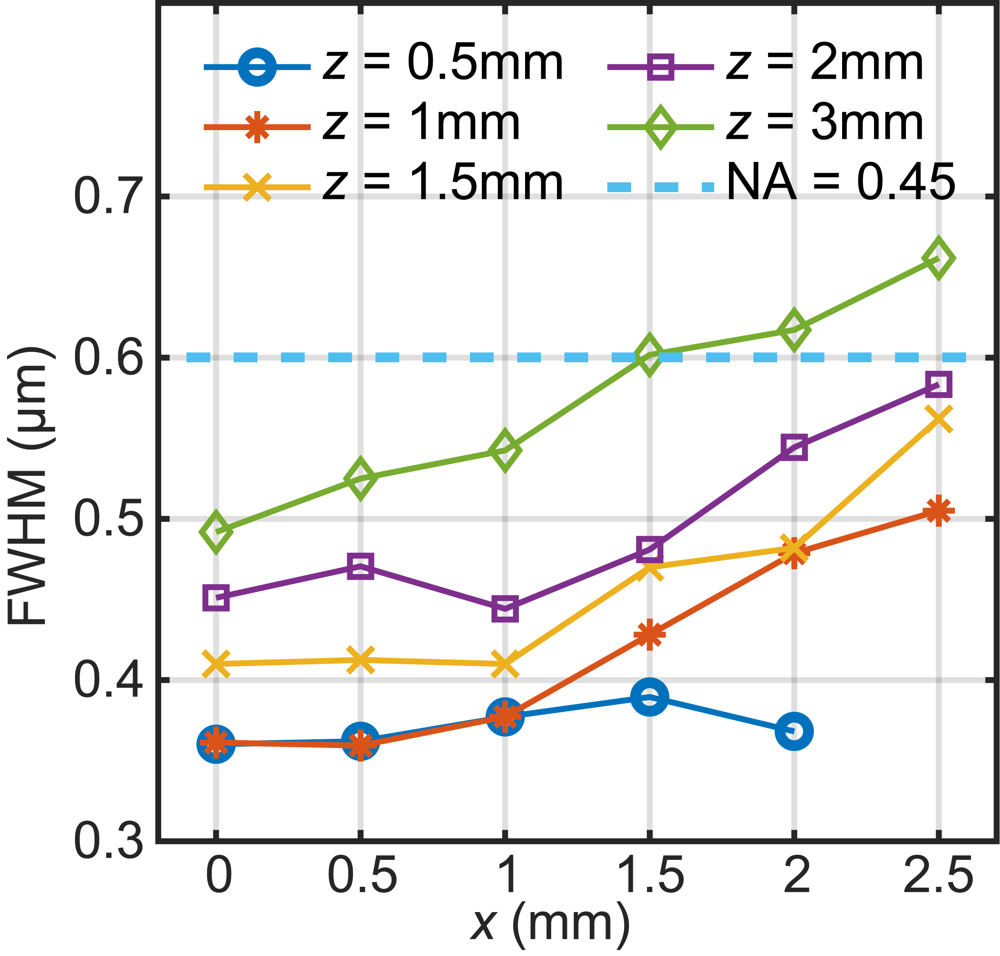 z = 0.5mm
z = 1mm
z = 1.5mm
z = 2mm
z = 3mm
NA = 0.45
FWHM (µm)
0.7
0.6
0.5
0.4
0.3
0 0.5 1 1.5 2 2.5
x (mm)